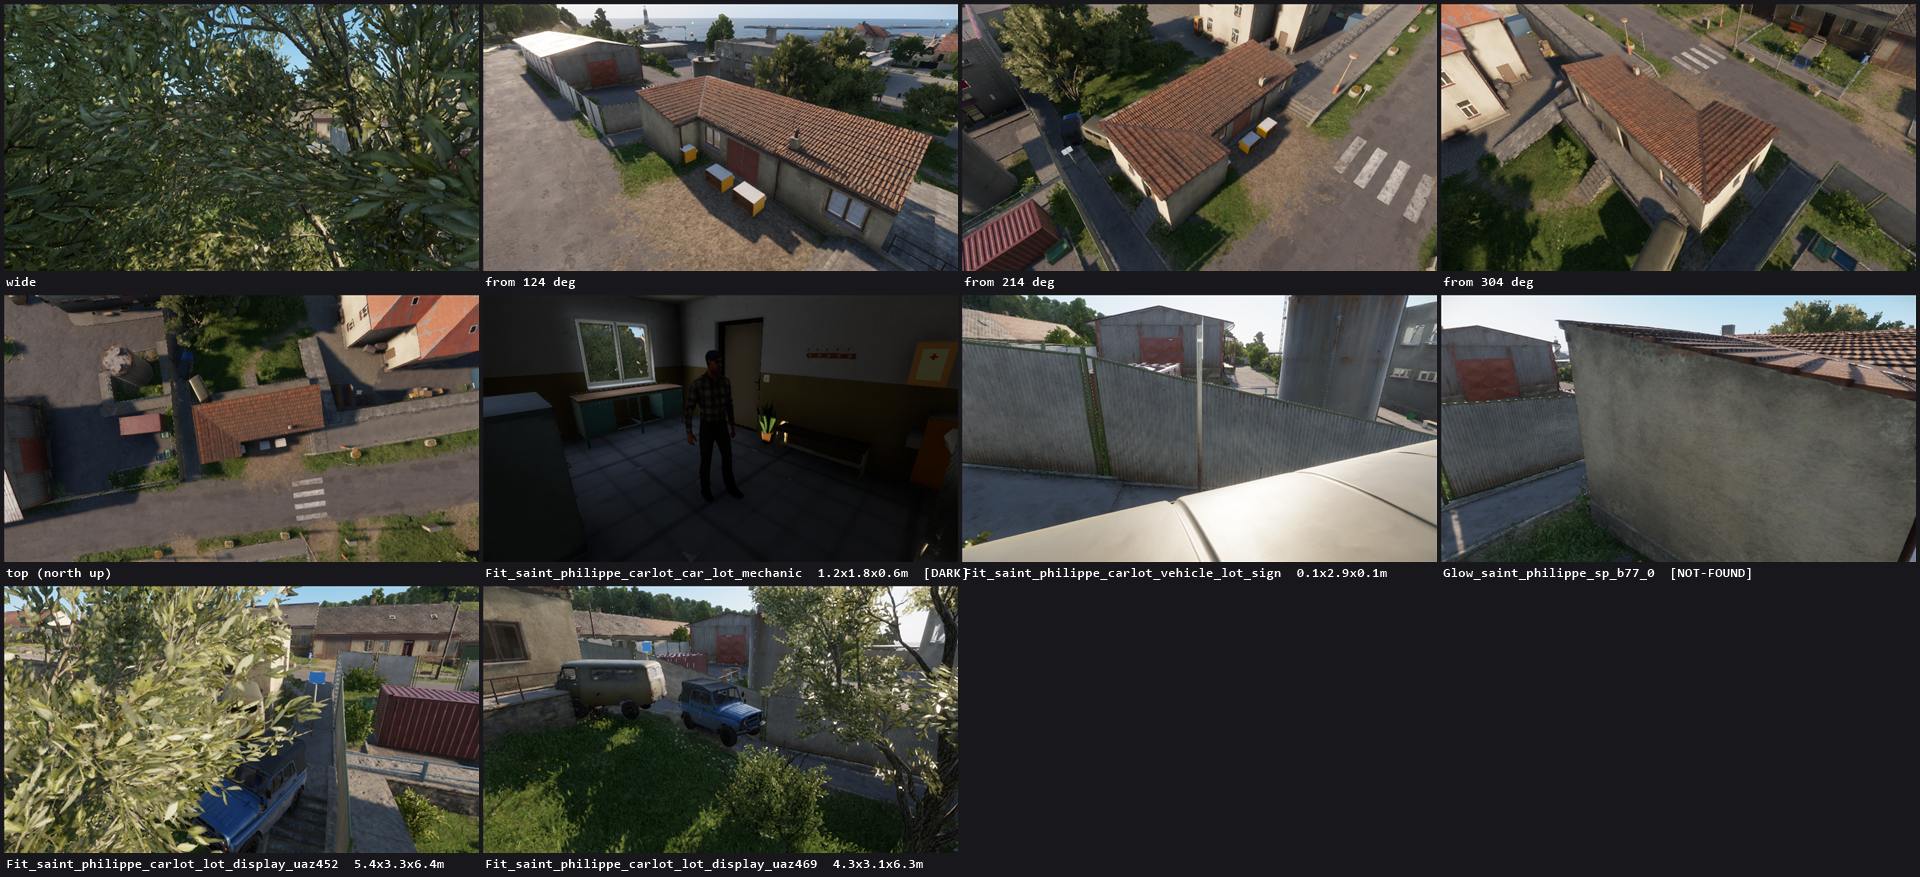 wide
from 124 deg
from 214 deg
from 304 deg
top (north up)
Fit_saint_philippe_carlot_car_lot_mechanic 1.2x1.8x0.6m [DARK]
Fit_saint_philippe_carlot_vehicle_lot_sign 0.1x2.9x0.1m
Glow_saint_philippe_sp_b77_0 [NOT-FOUND]
Fit_saint_philippe_carlot_lot_display_uaz452 5.4x3.3x6.4m
Fit_saint_philippe_carlot_lot_display_uaz469 4.3x3.1x6.3m